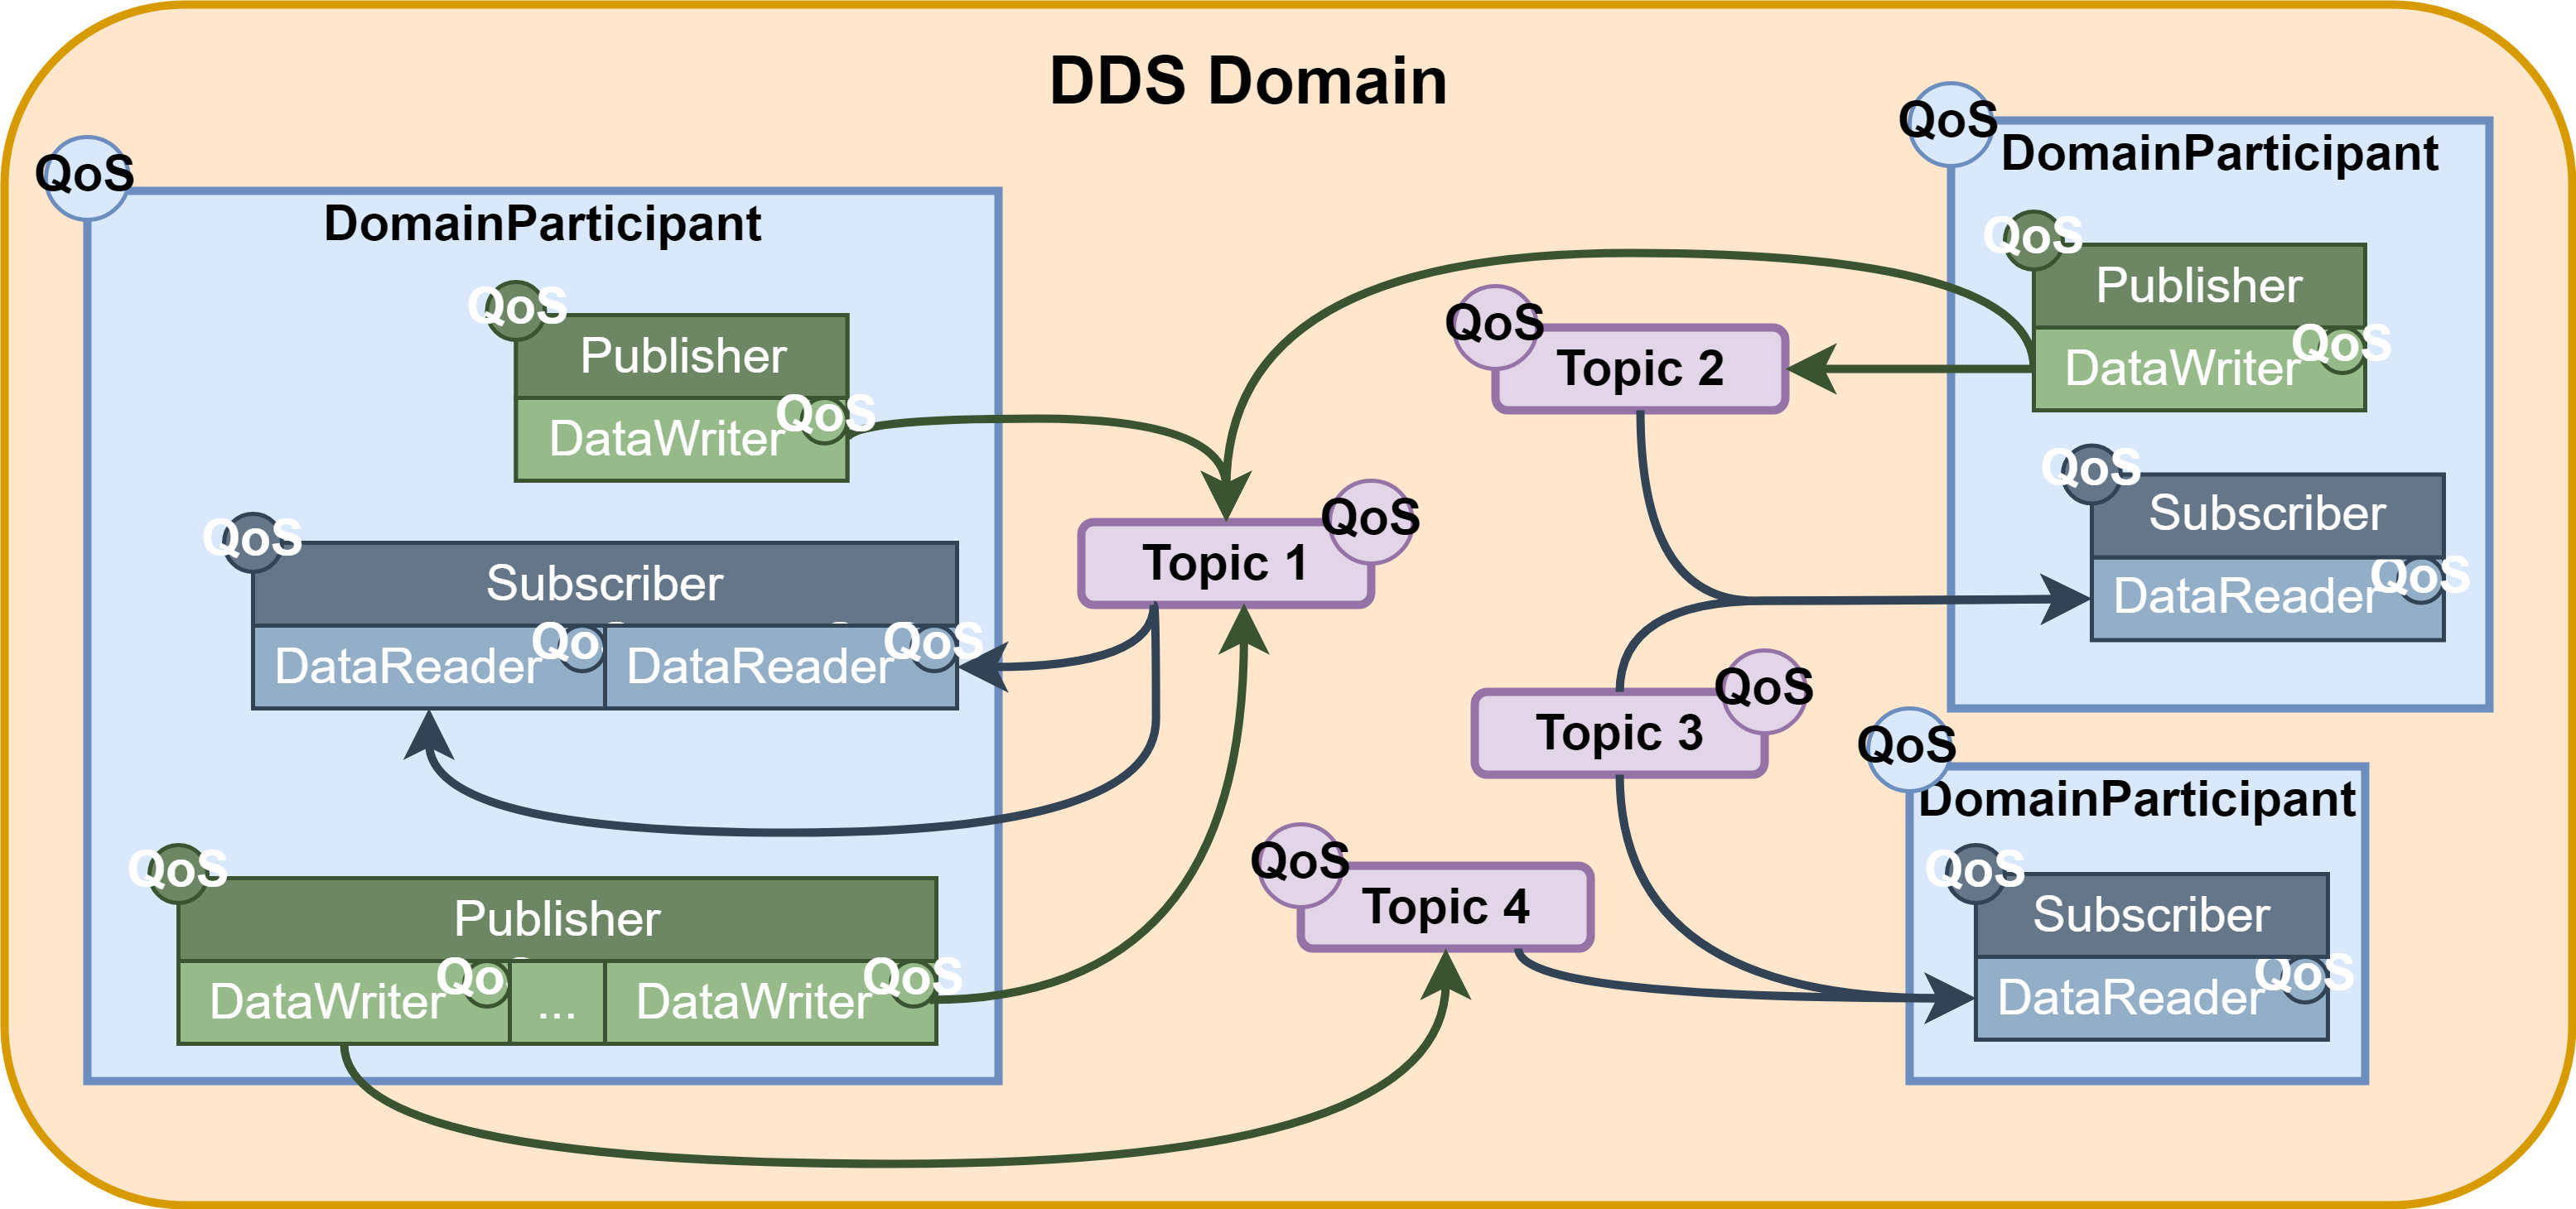 DDS Domain
QoS
DomainParticipant
QoS
Publisher
QoS
DataWriter
QoS
Subscriber
QoS
DataReader
QoS
DataReader
QoS
Publisher
QoS
DataWriter
...
QoS
DataWriter
QoS
Topic 1
QoS
Topic 2
QoS
Topic 3
QoS
Topic 4
QoS
DomainParticipant
QoS
Publisher
QoS
DataWriter
QoS
Subscriber
QoS
DataReader
QoS
DomainParticipant
QoS
Subscriber
QoS
DataReader